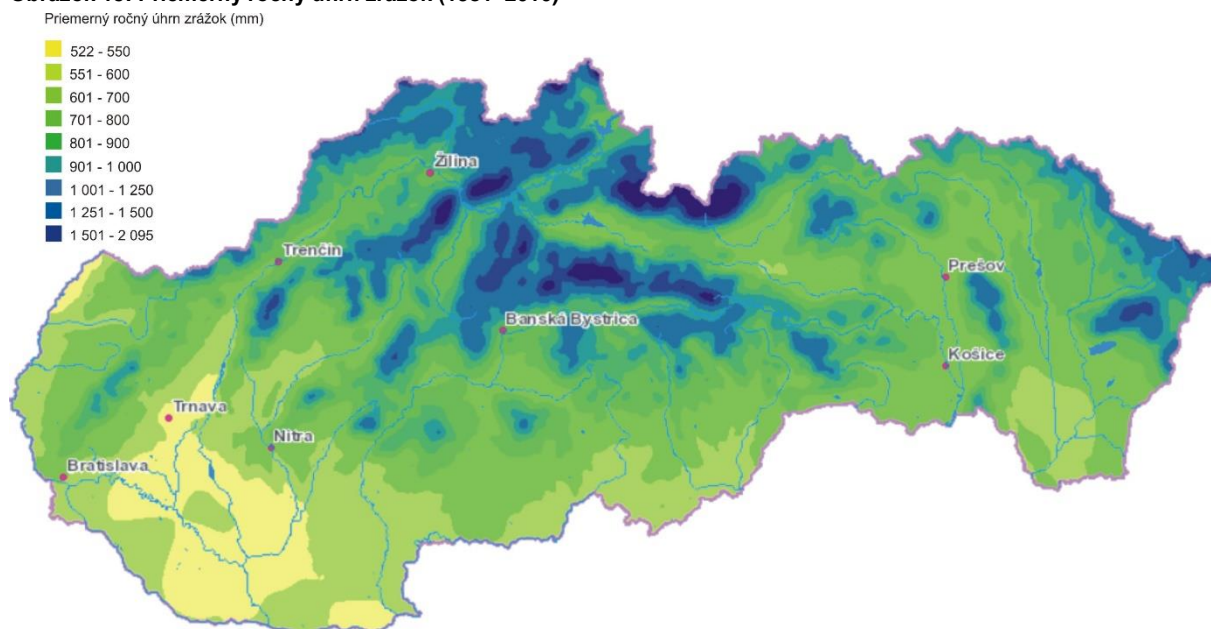 Priemerný ročný úhrn zrážok (mm)
522 - 550
551 - 600
601 - 700
701 - 800
801 - 900
901 - 1 000
1 001 - 1 250
1 251 - 1 500
1 501 - 2 095
Žilina
Trenčín
Prešov
Banská Bystrica
Košice
Trnava
Nitra
Bratislava